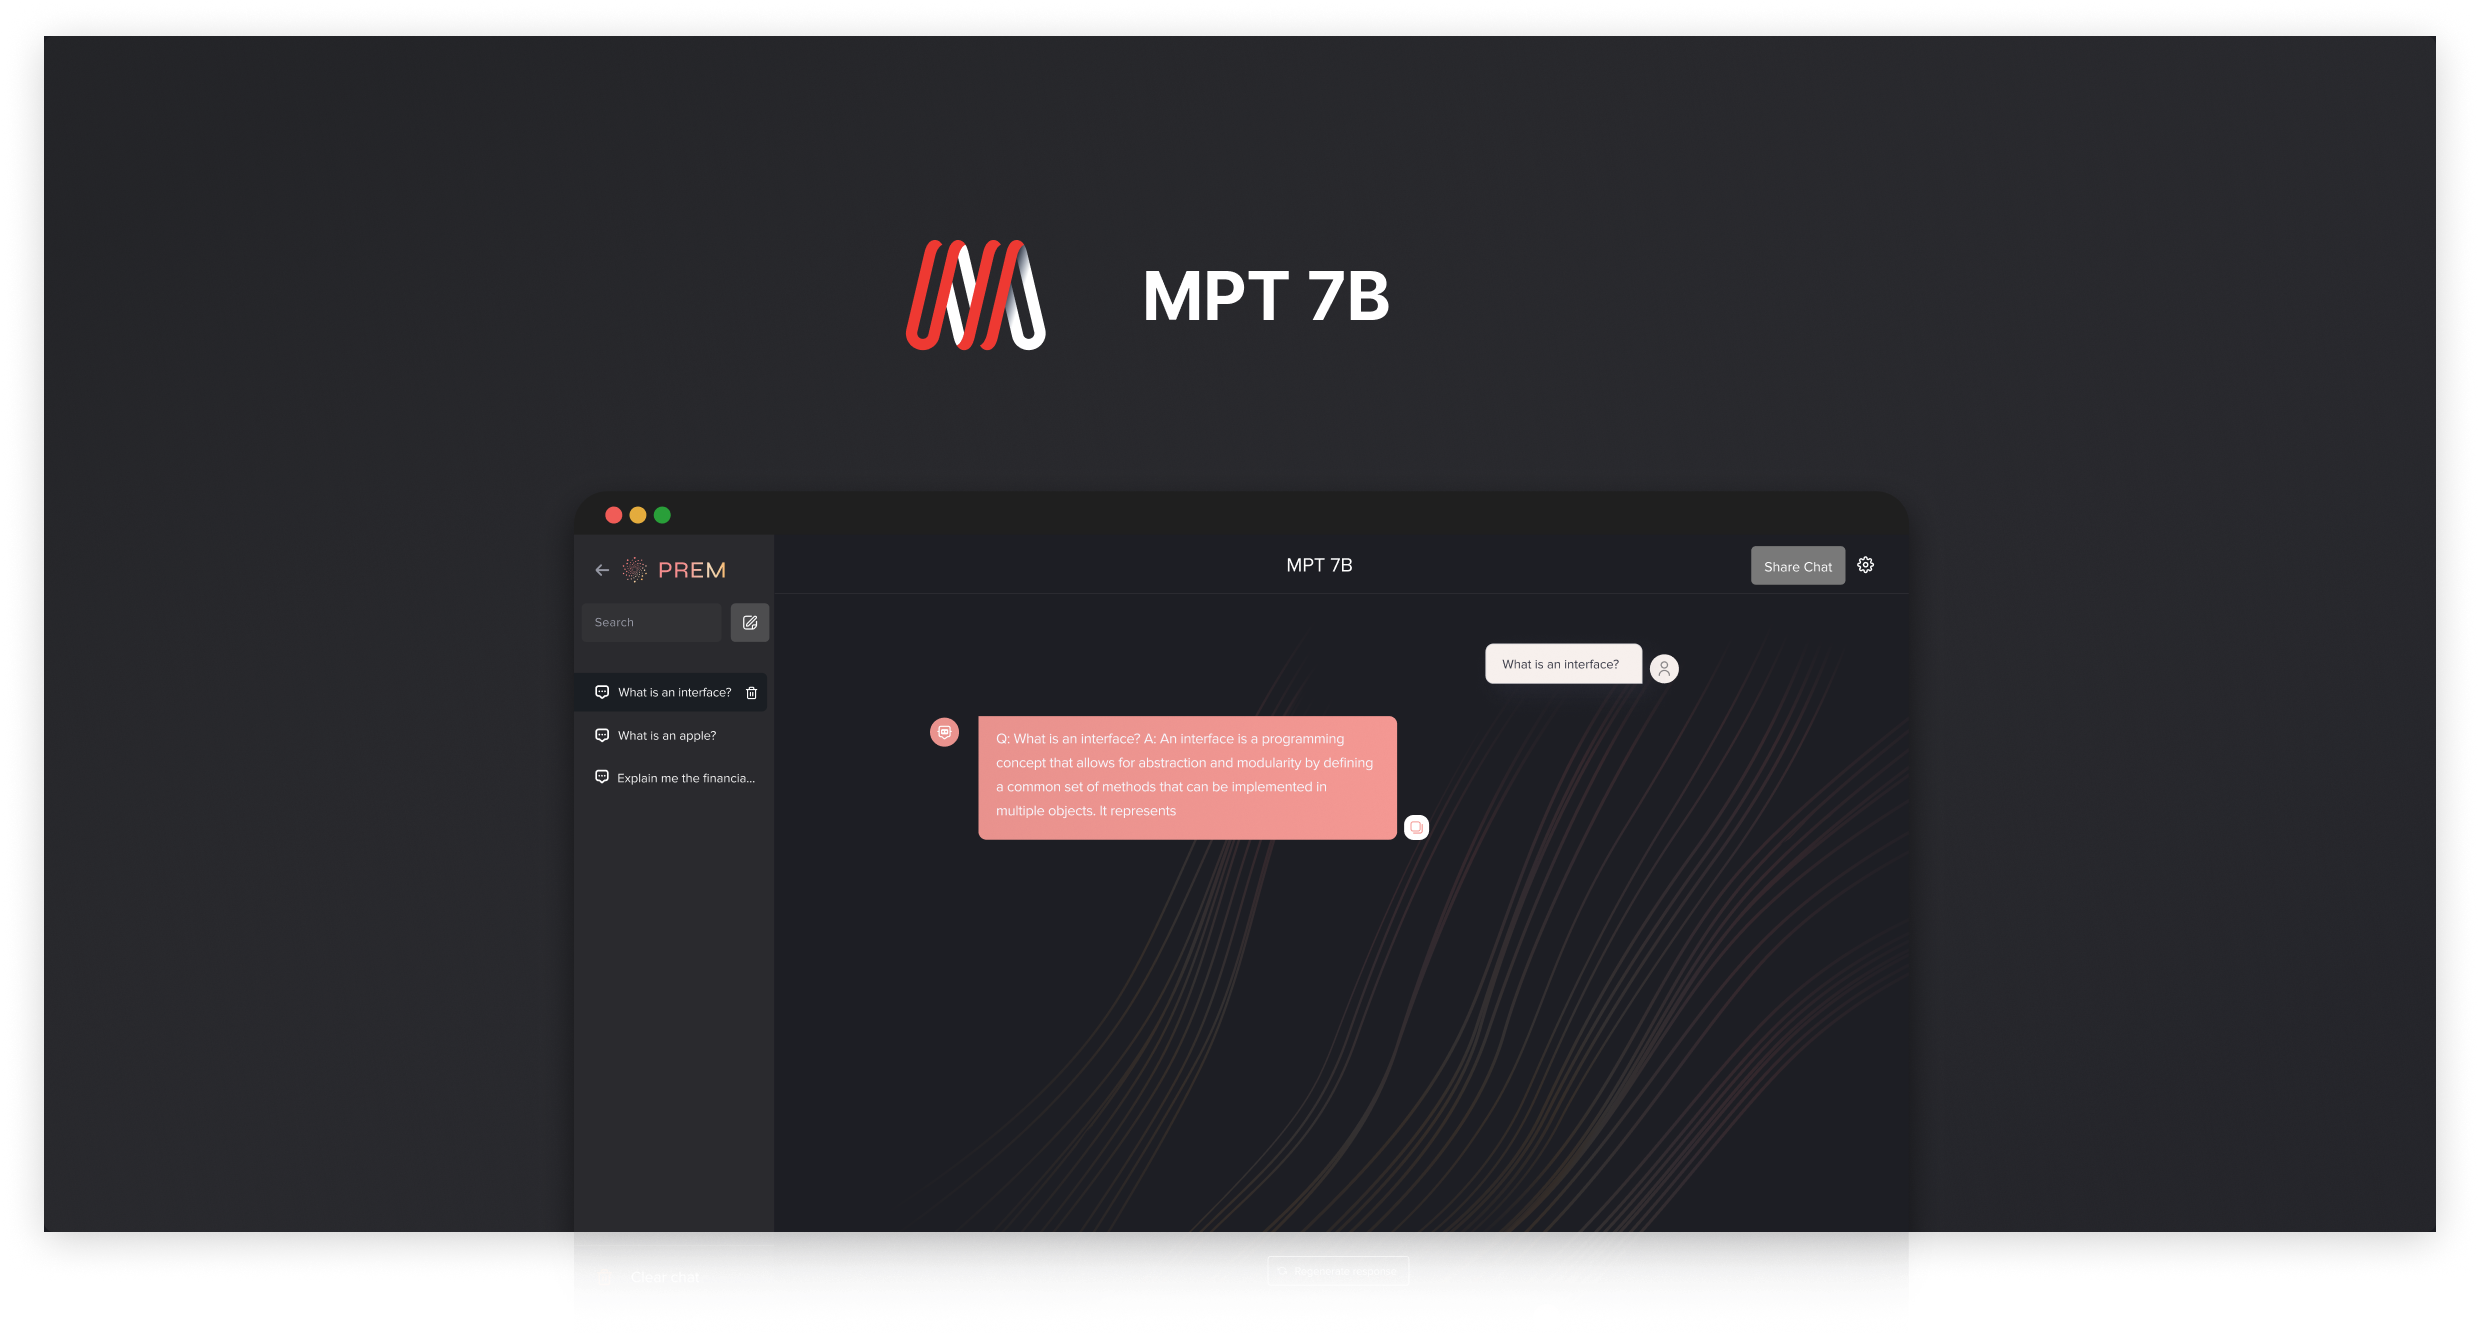 MPT 7B
PREM
MPT 7B
Share Chat
Search
What is an interface?
What is an apple?
Explain me the financia...
What is an interface?
Q: What is an interface? A: An interface is a programming
concept that allows for abstraction and modularity by defining
a common set of methods that can be implemented in
multiple objects. It represents
Clear chat